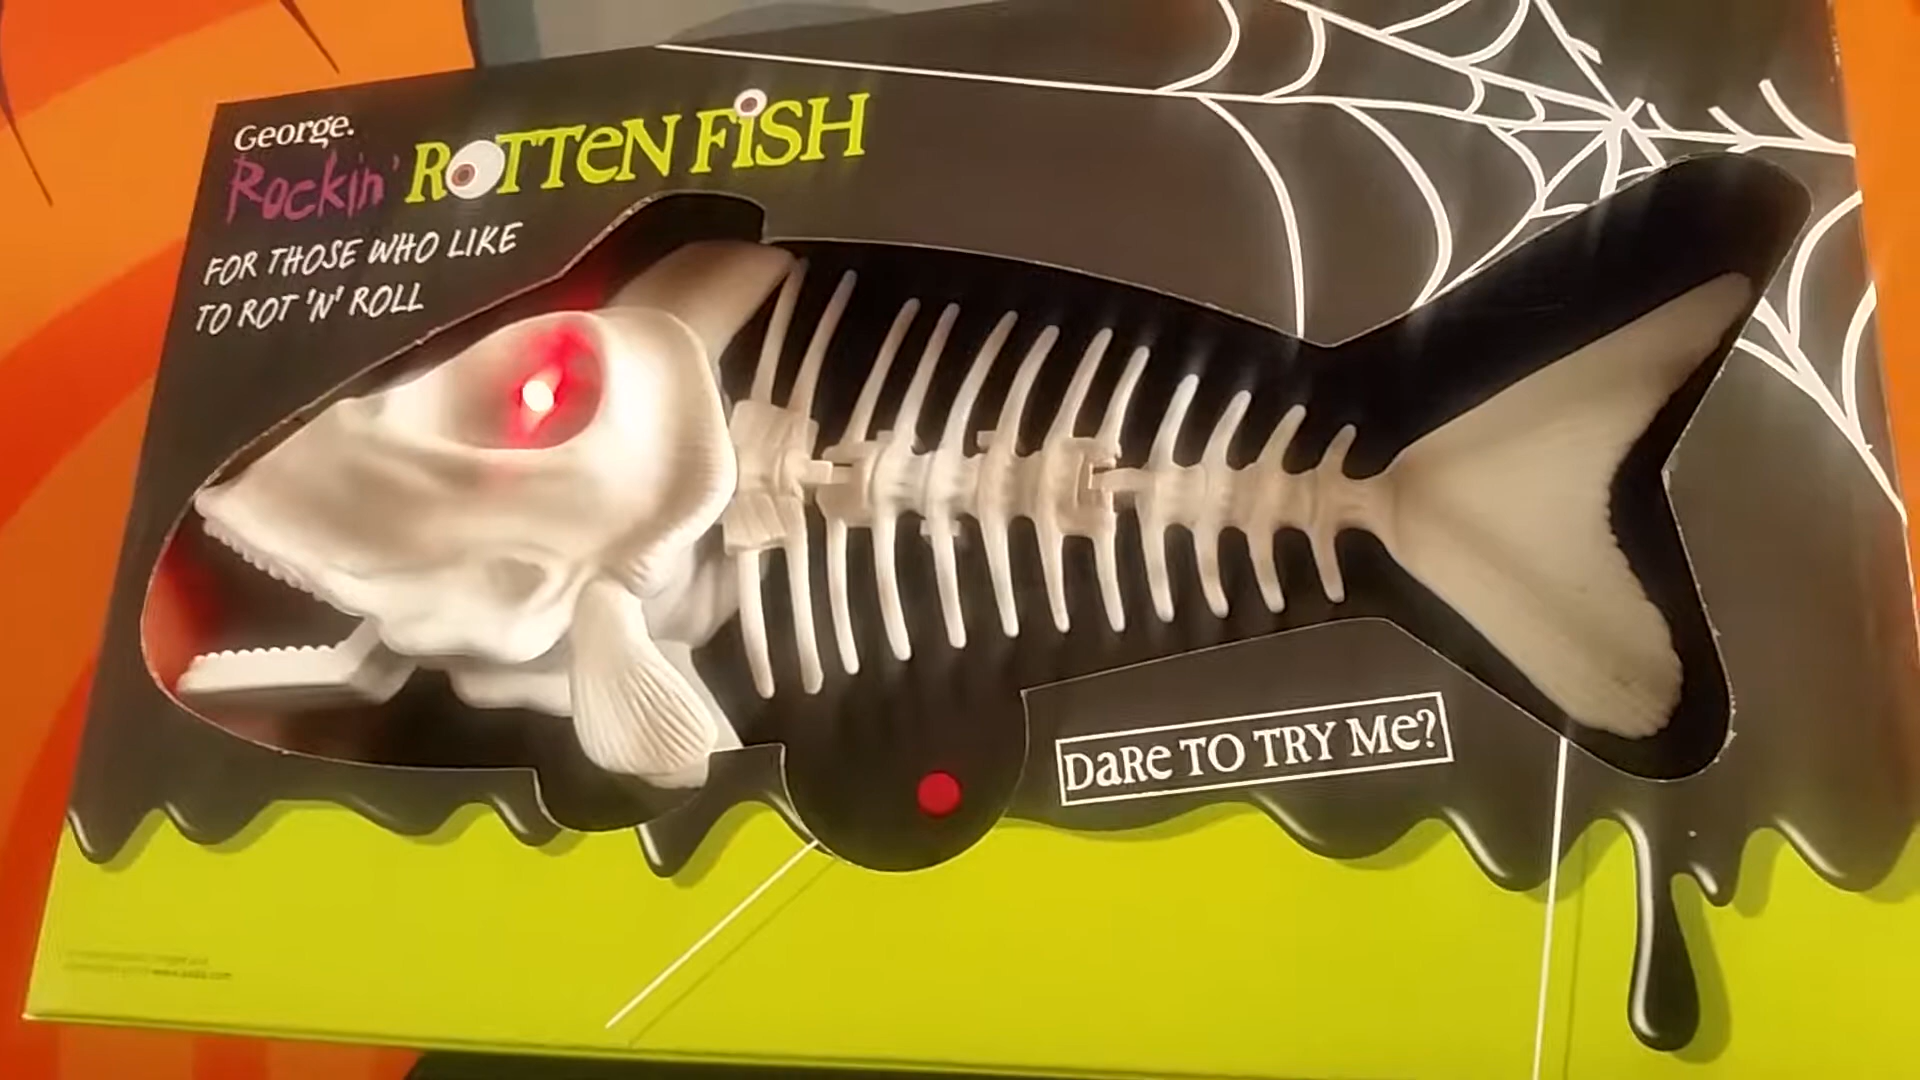 George.
Rockin' ROTTEN FISH
FOR THOSE WHO LIKE
TO ROT 'N' ROLL
DARE TO TRY ME?